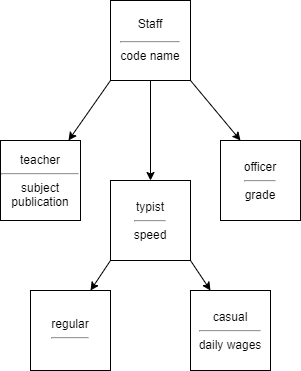 Staff
code name
teacher
subject
publication
typist
speed
officer
grade
regular
casual
daily wages